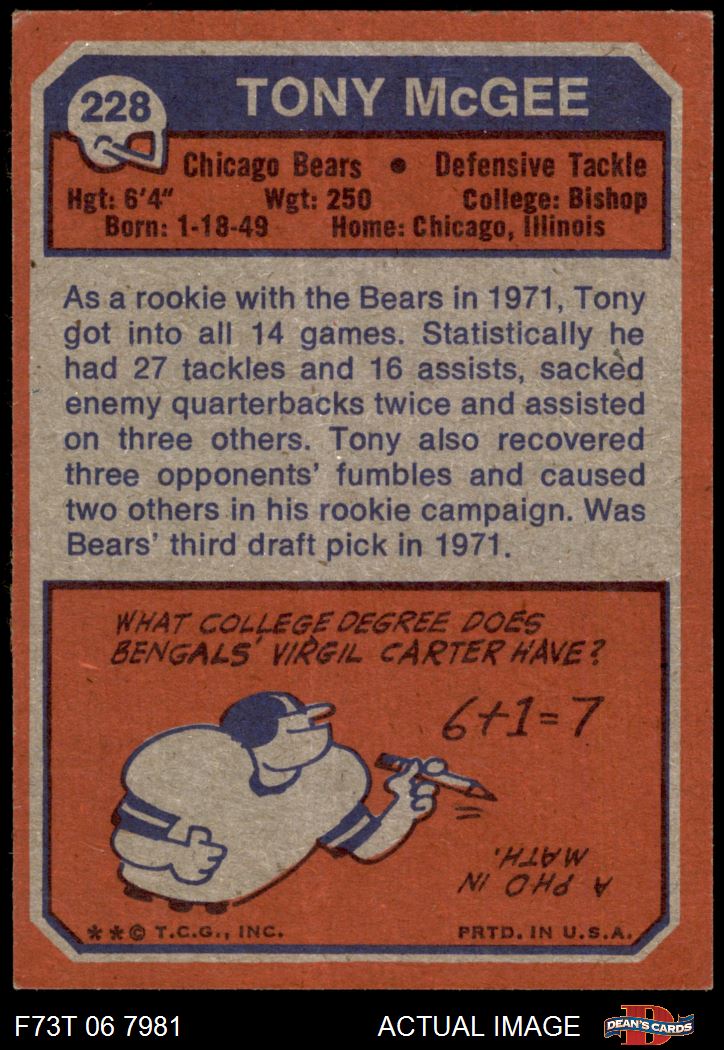 228
TONY McGEE
Chicago Bears • Defensive Tackle
Hgt: 6'4" Wgt: 250 College: Bishop
Born: 1-18-49 Home: Chicago, Illinois
As a rookie with the Bears in 1971, Tony
got into all 14 games. Statistically he
had 27 tackles and 16 assists, sacked
enemy quarterbacks twice and assisted
on three others. Tony also recovered
three opponents' fumbles and caused
two others in his rookie campaign. Was
Bears' third draft pick in 1971.
WHAT COLLEGE DEGREE DOES
BENGALS' VIRGIL CARTER HAVE?
6+1=7
A PHD IN
MATH.
**© T.C.G., INC. PRTD. IN U.S.A.
F73T 06 7981 ACTUAL IMAGE D DEAN'S CARDS